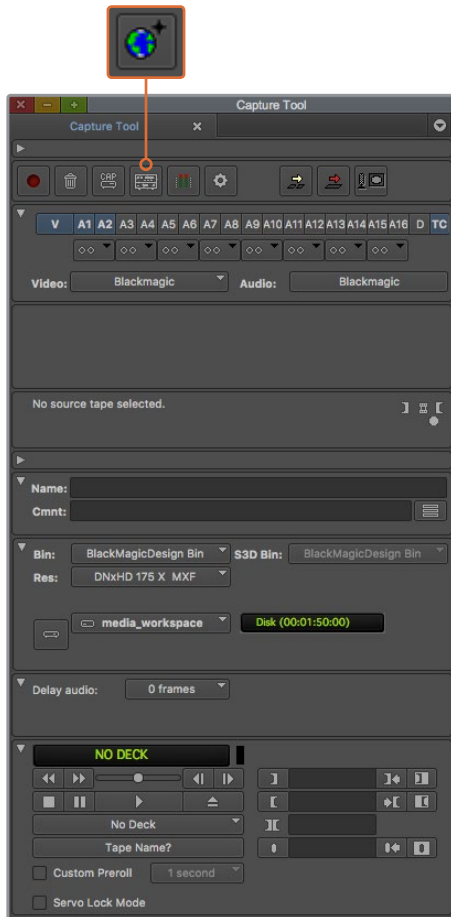 Capture Tool
Capture Tool
CAP
V A1 A2 A3 A4 A5 A6 A7 A8 A9 A10 A11 A12 A13 A14 A15 A16 D TC
Video: Blackmagic Audio: Blackmagic
No source tape selected.
Name:
Cmnt:
Bin: BlackMagicDesign Bin S3D Bin: BlackMagicDesign Bin
Res: DNxHD 175 X MXF
media_workspace Disk (00:01:50:00)
Delay audio: 0 frames
NO DECK
No Deck
Tape Name?
Custom Preroll 1 second
Servo Lock Mode